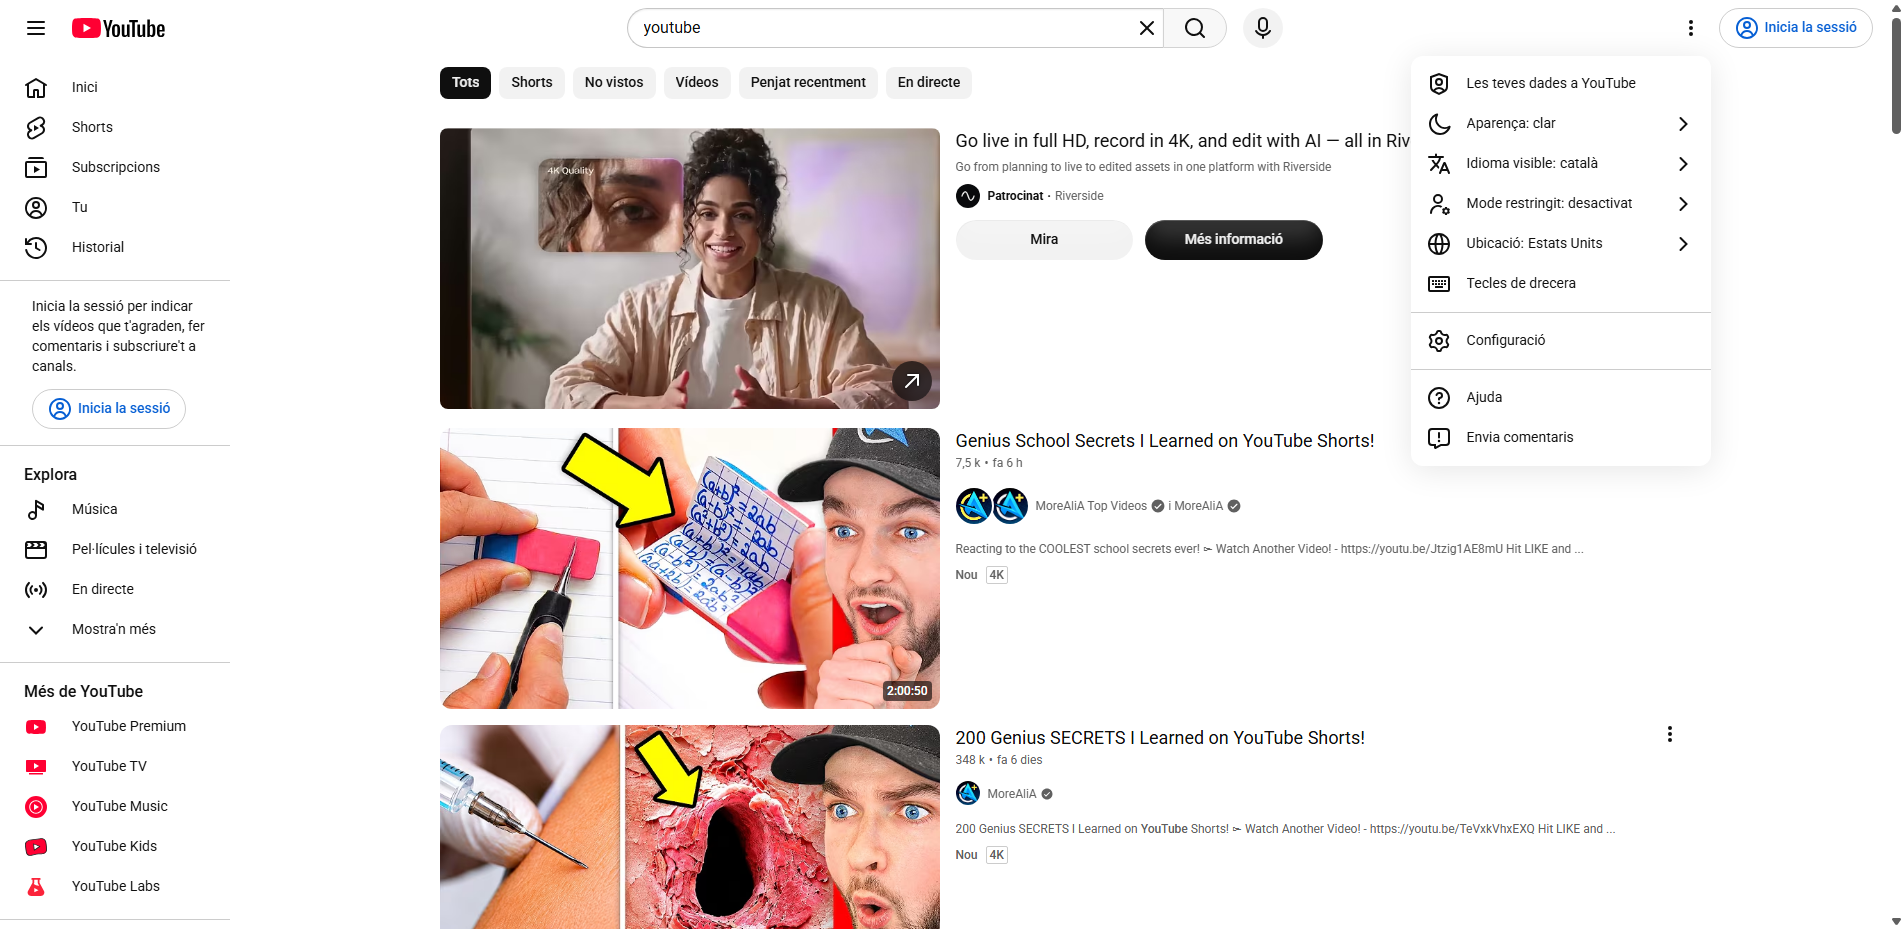 YouTube
youtube
Inicia la sessió
Inici
Shorts
Subscripcions
Tu
Historial
Inicia la sessió per indicar
els vídeos que t'agraden, fer
comentaris i subscriure't a
canals.
Inicia la sessió
Explora
Música
Pel·lícules i televisió
En directe
Mostra'n més
Més de YouTube
YouTube Premium
YouTube TV
YouTube Music
YouTube Kids
YouTube Labs
Tots
Shorts
No vistos
Vídeos
Penjat recentment
En directe
4K Quality
Go live in full HD, record in 4K, and edit with AI — all in Riv
Go from planning to live to edited assets in one platform with Riverside
Patrocinat · Riverside
Mira
Més informació
2:00:50
Genius School Secrets I Learned on YouTube Shorts!
7,5 k • fa 6 h
MoreAliA Top Videos i MoreAliA
Reacting to the COOLEST school secrets ever! ➛ Watch Another Video! - https://youtu.be/Jtzig1AE8mU Hit LIKE and ...
Nou 4K
200 Genius SECRETS I Learned on YouTube Shorts!
348 k • fa 6 dies
MoreAliA
200 Genius SECRETS I Learned on YouTube Shorts! ➛ Watch Another Video! - https://youtu.be/TeVxkVhxEXQ Hit LIKE and ...
Nou 4K
Les teves dades a YouTube
Aparença: clar
Idioma visible: català
Mode restringit: desactivat
Ubicació: Estats Units
Tecles de drecera
Configuració
Ajuda
Envia comentaris